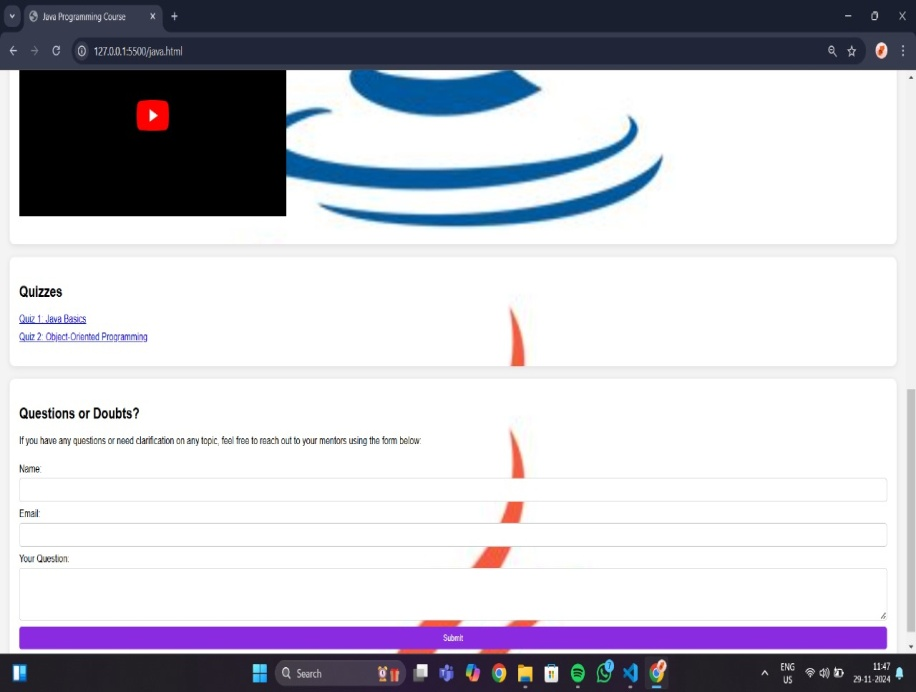 Java Programming Course
127.0.0.1:5500/java.html
Quizzes
Quiz 1: Java Basics
Quiz 2: Object-Oriented Programming
Questions or Doubts?
If you have any questions or need clarification on any topic, feel free to reach out to your mentors using the form below:
Name:
Email:
Your Question:
Submit
Search
ENG
US
11:47
29-11-2024